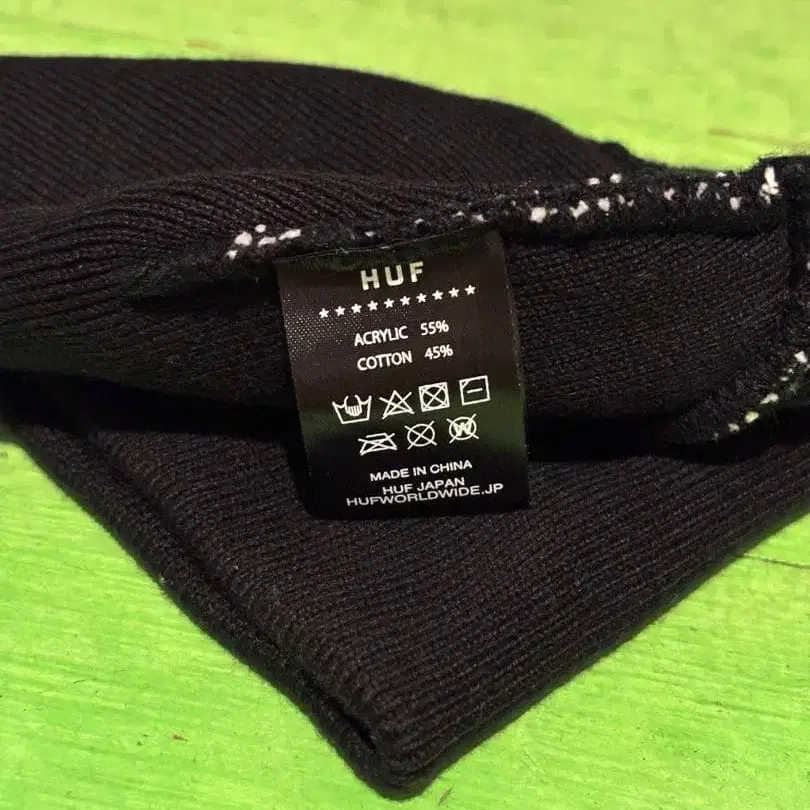 HUF
★★★★★★★★★★
ACRYLIC 55%
COTTON 45%
W
MADE IN CHINA
HUF JAPAN
HUFWORLDWIDE.JP